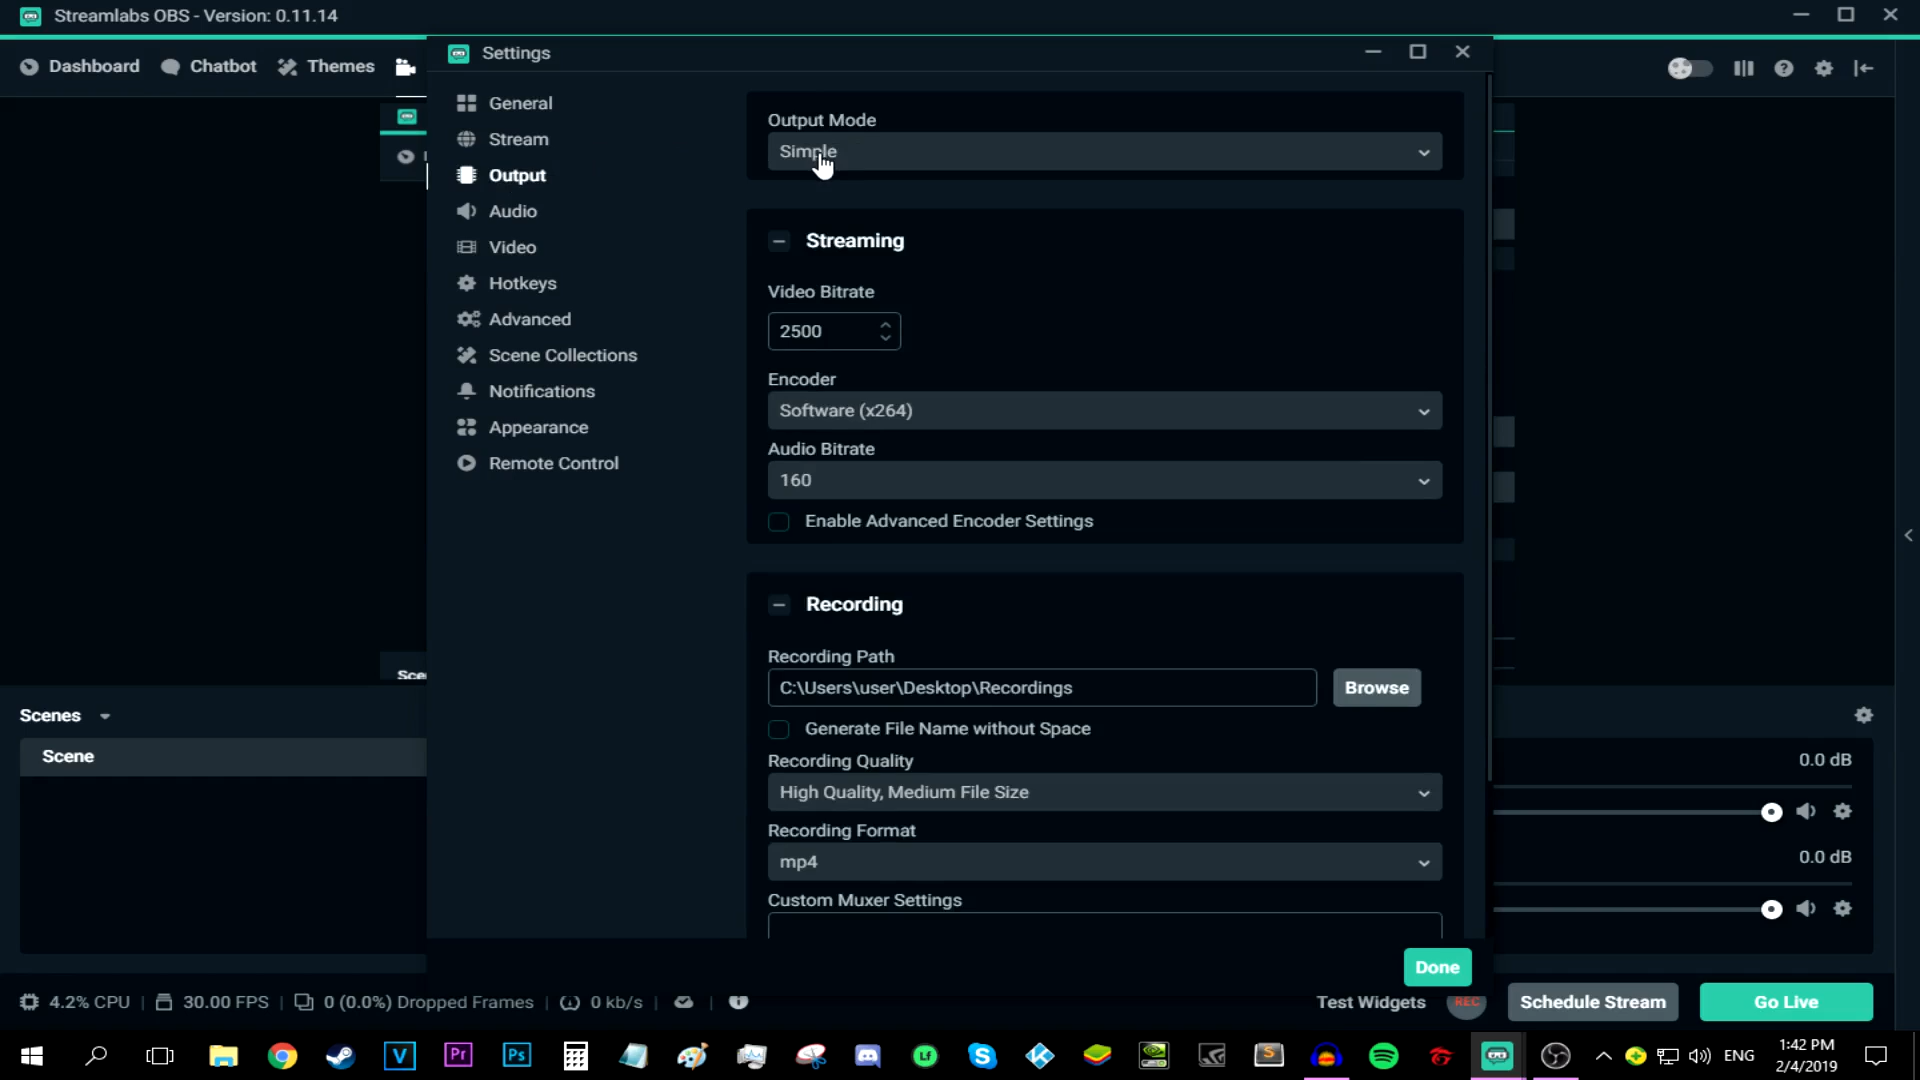 Streamlabs OBS - Version: 0.11.14
Dashboard
Chatbot
Themes
Settings
General
Stream
Output
Audio
Video
Hotkeys
Advanced
Scene Collections
Notifications
Appearance
Remote Control
Output Mode
Simple
Streaming
Video Bitrate
2500
Encoder
Software (x264)
Audio Bitrate
160
Enable Advanced Encoder Settings
Recording
Recording Path
C:\Users\user\Desktop\Recordings
Browse
Generate File Name without Space
Recording Quality
High Quality, Medium File Size
Recording Format
mp4
Custom Muxer Settings
Done
Sce
Scenes
Scene
0.0 dB
0.0 dB
4.2% CPU
30.00 FPS
0 (0.0%) Dropped Frames
0 kb/s
Test Widgets
REC
Schedule Stream
Go Live
V
Pr
Ps
Lf
S
S
ENG
1:42 PM
2/4/2019